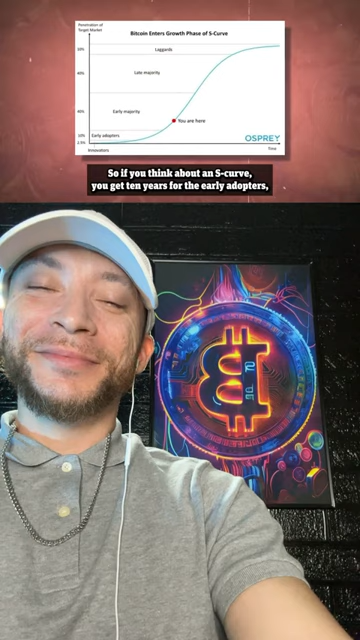 Penetration of
Target Market
Bitcoin Enters Growth Phase of S-Curve
Laggards
Late majority
Early majority
You are here
Early adopters
Innovators
OSPREY
Time
So if you think about an S-curve,
you get ten years for the early adopters,